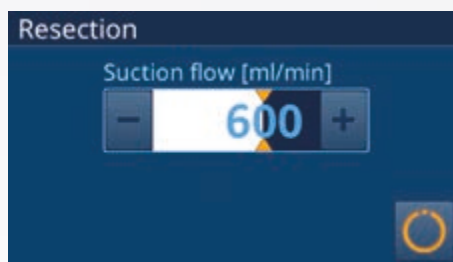 Resection
Suction flow [ml/min]
- 600 +